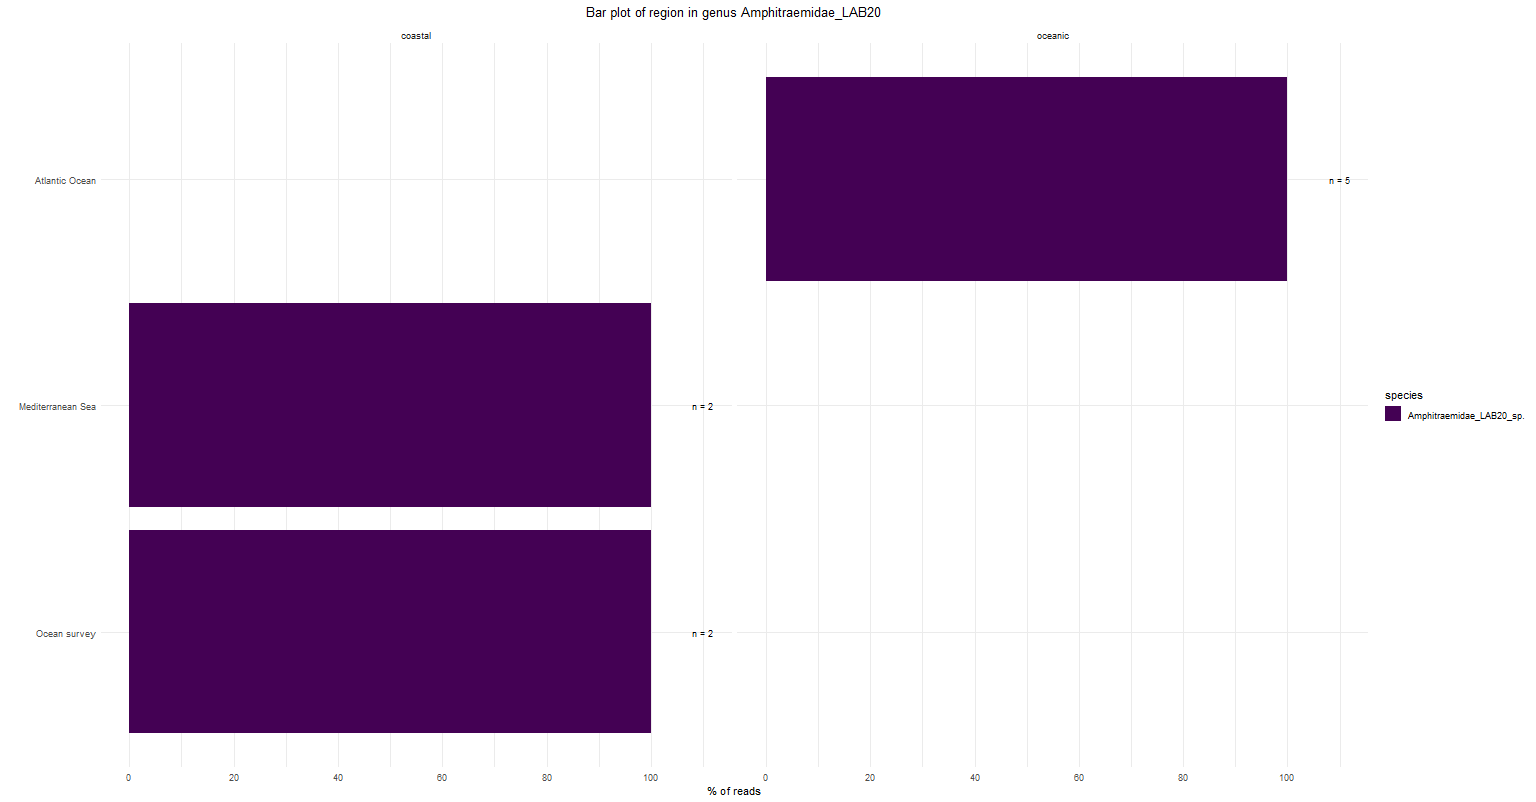 Bar plot of region in genus Amphitraemidae_LAB20
coastal
oceanic
Atlantic Ocean
n = 5
Mediterranean Sea
n = 2
Ocean survey
n = 2
species
Amphitraemidae_LAB20_sp.
0 20 40 60 80 100
0 20 40 60 80 100
% of reads